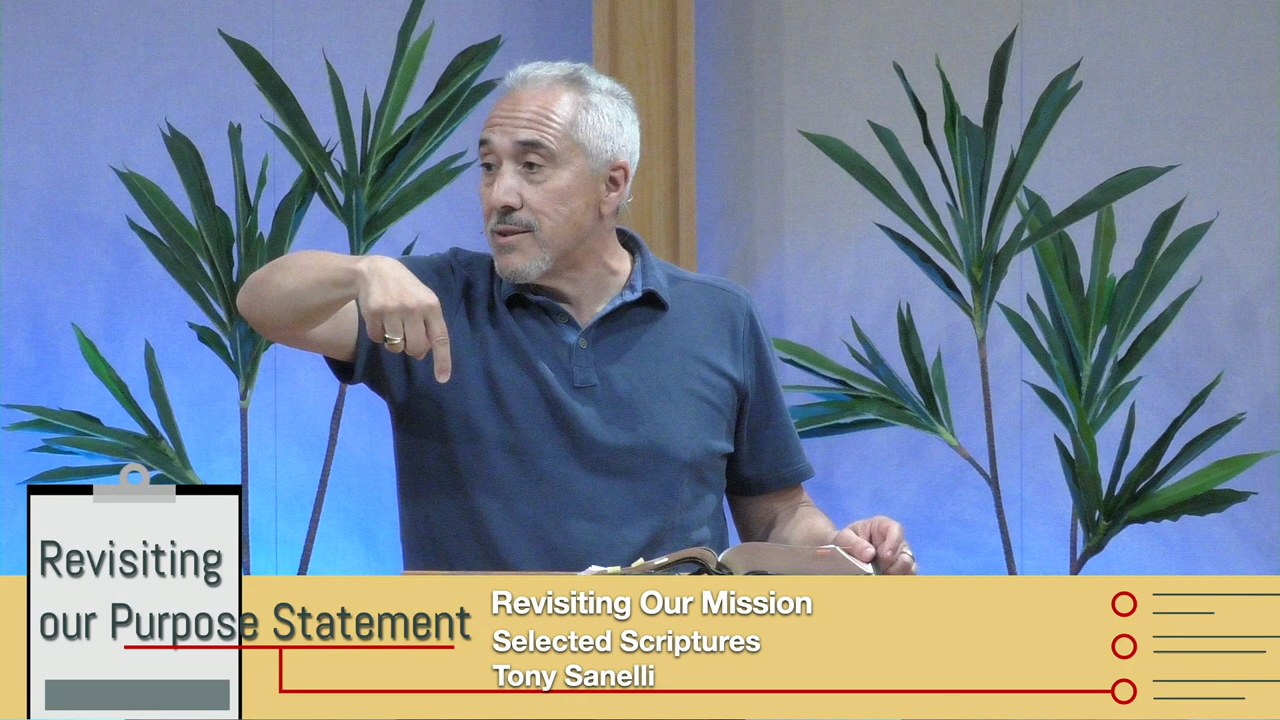 Revisiting
our Purpose Statement
Revisiting Our Mission
Selected Scriptures
Tony Sanelli